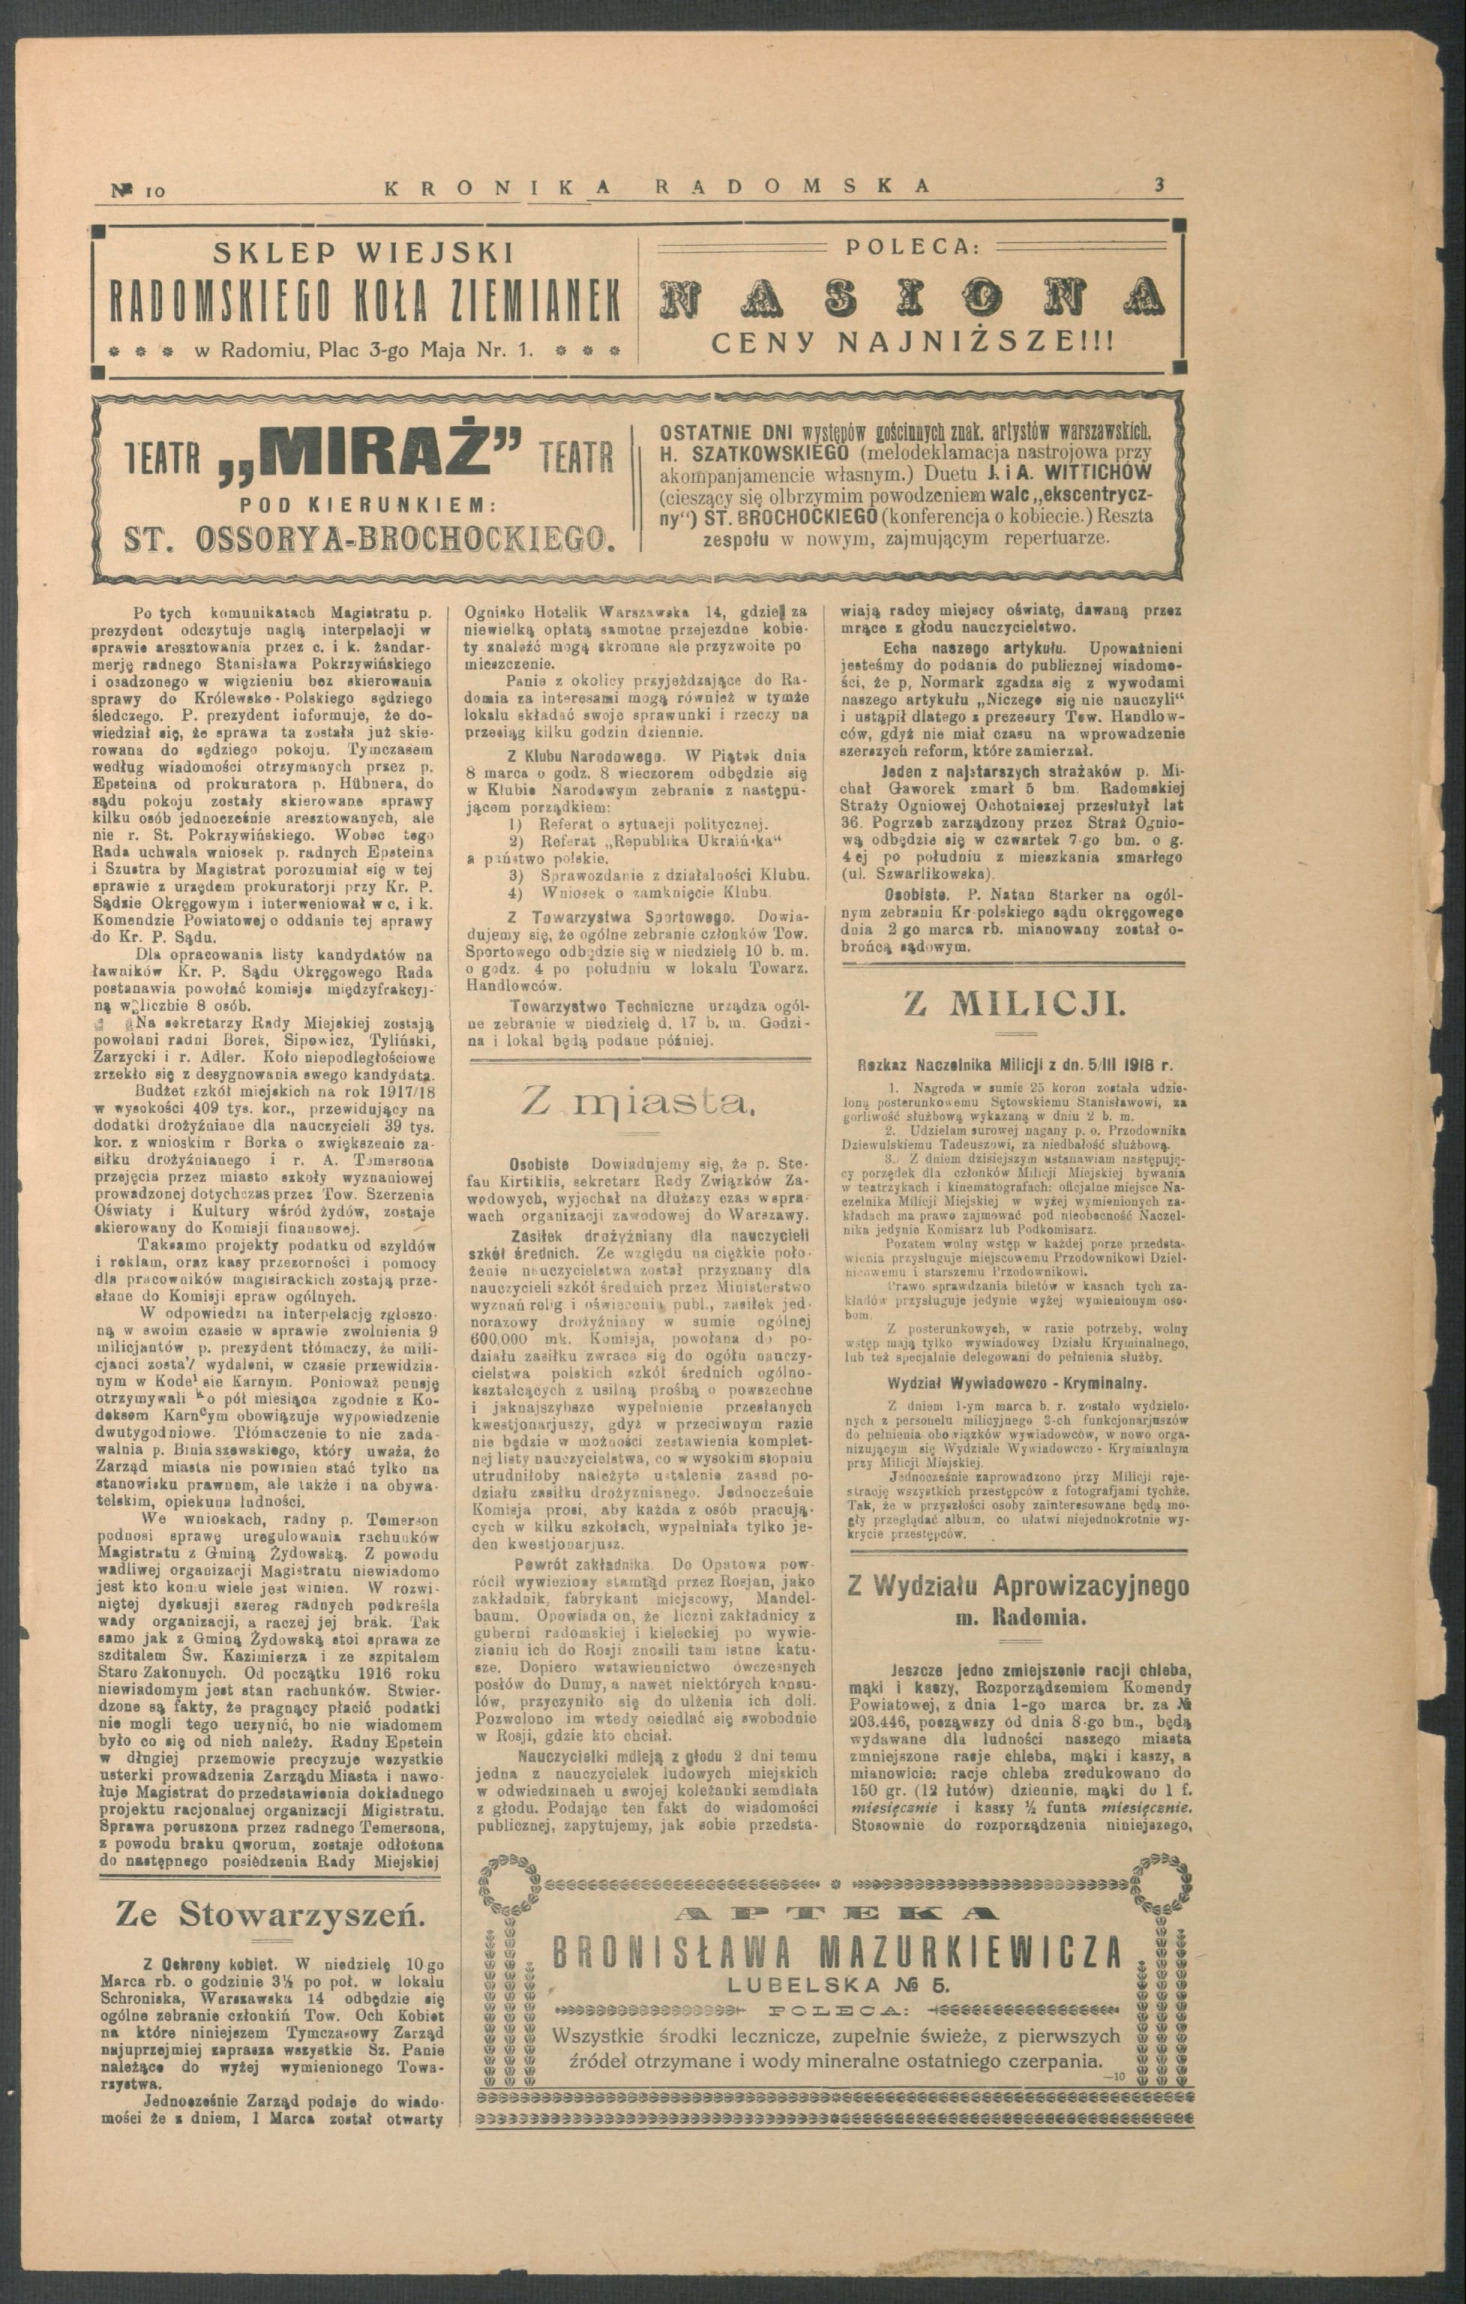 № 10
KRONIKA RADOMSKA
3
SKLEP WIEJSKI
RADOMSKIEGO KOŁA ZIEMIANEK
w Radomiu, Plac 3-go Maja Nr. 1.
POLECA:
NASIONA
CENY NAJNIŻSZE!!!
TEATR „MIRAŻ” TEATR
POD KIERUNKIEM:
ST. OSSORYA-BROCHOCKIEGO.
OSTATNIE DNI występów gościnnych znak. artystów warszawskich.
H. SZATKOWSKIEGO (melodeklamacja nastrojowa przy
akompanjamencie własnym.) Duetu J. i A. WITTICHÓW
(cieszący się olbrzymim powodzeniem walc „ekscentrycz-
ny“) ST. BROCHOCKIEGO (konferencja o kobiecie.) Reszta
zespołu w nowym, zajmującym repertuarze.
Po tych komunikatach Magistratu p.
prezydent odczytuje naglą interpelacji w
sprawie aresztowania przez c. i k. żandar-
merję radnego Stanisława Pokrzywińskiego
i osadzonego w więzieniu bez skierowania
sprawy do Królewsko-Polskiego sędziego
śledczego. P. prezydent informuje, że do-
wiedział się, że sprawa ta została już skie-
rowana do sędziego pokoju. Tymczasem
według wiadomości otrzymanych przez p.
Epsteina od prokuratora p. Hübnera, do
sądu pokoju zostały skierowane sprawy
kilku osób jednocześnie aresztowanych, ale
nie r. St. Pokrzywińskiego. Wobec tego
Rada uchwala wniosek p. radnych Epsteina
i Szustra by Magistrat porozumiał się w tej
sprawie z urzędem prokuratorji przy Kr. P.
Sądzie Okręgowym i interweniował w c. i k.
Komendzie Powiatowej o oddanie tej sprawy
do Kr. P. Sądu.
Dla opracowania listy kandydatów na
ławników Kr. P. Sądu Okręgowego Rada
postanawia powołać komisje międzyfrakcyj-
ną w liczbie 8 osób.
Na sekretarzy Rady Miejskiej zostają
powołani radni Borek, Sipowicz, Tyliński,
Zarzycki i r. Adler. Koło niepodległościowe
zrzekło się z desygnowania swego kandydata.
Budżet szkół miejskich na rok 1917/18
w wysokości 409 tys. kor., przewidujący na
dodatki drożyźniane dla nauczycieli 39 tys.
kor. z wnioskim r Borka o zwiększenie za-
siłku drożyźnianego i r. A. Temersona
przejęcia przez miasto szkoły wyznaniowej
prowadzonej dotychczas przez Tow. Szerzenia
Oświaty i Kultury wśród żydów, zostaje
skierowany do Komisji finansowej.
Taksamo projekty podatku od szyldów
i reklam, oraz kasy przezorności i pomocy
dla pracowników magisirackich zostają prze-
słane do Komisji spraw ogólnych.
W odpowiedzi na interpelację zgłoszo-
ną w swoim czasie w sprawie zwolnienia 9
milicjantów p. prezydent tłómaczy, że mili-
cjanci zosta wydaleni, w czasie przewidzia-
nym w Kode sie Karnym. Ponioważ pensję
otrzymywali o pół miesiąca zgodnie z Ko-
deksem Karn ym obowiązuje wypowiedzenie
dwutygodniowe. Tłómaczenie to nie zada-
walnia p. Biniaszewskiego, który uważa, że
Zarząd miasta nie powinien stać tylko na
stanowisku prawnem, ale także i na obywa-
telskim, opiekuna ludności.
We wnioskach, radny p. Temerson
podnosi sprawę uregulowania rachunków
Magistratu z Gminą Żydowską. Z powodu
wadliwej organizacji Magistratu niewiadomo
jest kto komu wiele jest winien. W rozwi-
niętej dyskusji szereg radnych podkreśla
wady organizacji, a raczej jej brak. Tak
samo jak z Gminą Żydowską stoi sprawa ze
szditalem Św. Kazimierza i ze szpitalem
Staro Zakonnych. Od początku 1916 roku
niewiadomym jest stan rachunków. Stwier-
dzone są fakty, że pragnący płacić podatki
nie mogli tego uczynić, bo nie wiadomem
było co się od nich należy. Radny Epstein
w długiej przemowie precyzuje wszystkie
usterki prowadzenia Zarządu Miasta i nawo-
łuje Magistrat do przedstawienia dokładnego
projektu racjonalnej organizacji Migistratu.
Sprawa poruszona przez radnego Temersona,
z powodu braku qworum, zostaje odłożona
do następnego posiedzenia Rady Miejskiej
Ze Stowarzyszeń.
Z Ochrony kobiet. W niedzielę 10 go
Marca rb. o godzinie 3½ po poł. w lokalu
Schroniska, Warszawska 14 odbędzie się
ogólne zebranie członkiń Tow. Och Kobiet
na które niniejszem Tymczasowy Zarząd
najuprzejmiej zaprasza wszystkie Sz. Panie
należące do wyżej wymienionego Towa-
rzystwa.
Jednocześnie Zarząd podaje do wiado-
mości że z dniem, 1 Marca został otwarty
Ognisko Hotelik Warszawska 14, gdzie za
niewielką opłatą samotne przejezdne kobie-
ty znaleźć mogą skromne ale przyzwoite po
mieszczenie.
Panie z okolicy przyjeżdzające do Ra-
domia za interesami mogą również w tymże
lokalu składać swoje sprawunki i rzeczy na
przeciąg kilku godzin dziennie.
Z Klubu Narodowego. W Piątek dnia
8 marca o godz. 8 wieczorem odbędzie się
w Klubie Narodowym zebranie z następu-
jącem porządkiem:
1) Referat o sytuacji politycznej.
2) Referat „Republika Ukraińska“
a państwo polskie.
3) Sprawozdanie z działalności Klubu.
4) Wniosek o zamknięcie Klubu.
Z Towarzystwa Sportowego. Dowia-
dujemy się, że ogólne zebranie członków Tow.
Sportowego odbędzie się w niedzielę 10 b. m.
o godz. 4 po południu w lokalu Towarz.
Handlowców.
Towarzystwo Techniczne urządza ogól-
ne zebranie w niedzielę d. 17 b. m. Godzi-
na i lokal będą podane później.
Z miasta.
Osobiste Dowiadujemy się, że p. Ste-
fan Kirtiklis, sekretarz Rady Związków Za-
wodowych, wyjechał na dłuższy czas w spra-
wach organizacji zawodowej do Warszawy.
Zasiłek drożyźniany dla nauczycieli
szkół średnich. Ze względu na ciężkie poło-
żenie nauczycielstwa został przyznany dla
nauczycieli szkół średnich przez Ministerstwo
wyznań relig i oświecenia publ., zasiłek jed-
norazowy drożyźniany w sumie ogólnej
600.000 mk. Komisja, powołana do po-
działu zasiłku zwraca się do ogółu nauczy-
cielstwa polskich szkół średnich ogólno-
kształcących z usilną prośbą o powszechne
i jaknajszybsze wypełnienie przesłanych
kwestjonarjuszy, gdyż w przeciwnym razie
nie będzie w możności zestawienia komplet-
nej listy nauczycielstwa, co w wysokim stopniu
utrudniłoby należyte ustalenie zasad po-
działu zasiłku drożyznianego. Jednocześnie
Komisja prosi, aby każda z osób pracują-
cych w kilku szkołach, wypełniała tylko je-
den kwestjonarjusz.
Powrót zakładnika. Do Opatowa pow-
rócił wywieziony stamtąd przez Rosjan, jako
zakładnik, fabrykant miejscowy, Mandel-
baum. Opowiada on, że liczni zakładnicy z
guberni radomskiej i kieleckiej po wywie-
zieniu ich do Rosji znosili tam istne katu-
sze. Dopiero wstawiennictwo ówczesnych
posłów do Dumy, a nawet niektórych konsu-
lów, przyczyniło się do ulżenia ich doli.
Pozwolono im wtedy osiedlać się swobodnie
w Rosji, gdzie kto chciał.
Nauczycielki mdleją z głodu 2 dni temu
jedna z nauczycielek ludowych miejskich
w odwiedzinach u swojej koleżanki zemdlała
z głodu. Podając ten fakt do wiadomości
publicznej, zapytujemy, jak sobie przedsta-
wiają radcy miejscy oświatę, dawaną przez
mrące z głodu nauczycielstwo.
Echa naszego artykułu. Upoważnieni
jesteśmy do podania do publicznej wiadomo-
ści, że p, Normark zgadza się z wywodami
naszego artykułu „Niczego się nie nauczyli“
i ustąpił dlatego z prezesury Tow. Handlow-
ców, gdyż nie miał czasu na wprowadzenie
szerszych reform, które zamierzał.
Jeden z najstarszych strażaków p. Mi-
chał Gaworek zmarł 5 bm. Radomskiej
Straży Ogniowej Ochotniczej przesłużył lat
36. Pogrzeb zarządzony przez Straż Ognio-
wą odbędzie się w czwartek 7-go bm. o g.
4 ej po południu z mieszkania zmarłego
(ul. Szwarlikowska).
Osobiste. P. Natan Starker na ogól-
nym zebraniu Kr-polskiego sądu okręgowego
dnia 2 go marca rb. mianowany został o-
brońcą sądowym.
Z MILICJI.
Rozkaz Naczelnika Milicji z dn. 5/III 1918 r.
1. Nagroda w sumie 25 koron została udzie-
loną posterunkowemu Sętowskiemu Stanisławowi, za
gorliwość służbową wykazaną w dniu 2 b. m.
2. Udzielam surowej nagany p. o. Przodownika
Dziewulskiemu Tadeuszowi, za niedbałość służbową.
3. Z dniem dzisiejszym ustanawiam następują-
cy porządek dla członków Milicji Miejskiej bywania
w teatrzykach i kinematografach: oficjalne miejsce Na-
czelnika Milicji Miejskiej w wyżej wymienionych za-
kładach ma prawo zajmować pod nieobecność Naczel-
nika jedynie Komisarz lub Podkomisarz.
Pozatem wolny wstęp w każdej porze przedsta-
wienia przysługuje miejscowemu Przodownikowi Dziel-
nicowemu i starszemu Przodownikowi.
Prawo sprawdzania biletów w kasach tych za-
kładów przysługuje jedynie wyżej wymienionym oso-
bom.
Z posterunkowych, w razie potrzeby, wolny
wstęp mają tylko wywiadowcy Działu Kryminalnego,
lub też specjalnie delegowani do pełnienia służby.
Wydział Wywiadowczo - Kryminalny.
Z dniem 1-ym marca b. r. zostało wydzielo-
nych z personelu milicyjnego 8-ch funkcjonarjuszów
do pełnienia obowiązków wywiadowców, w nowo orga-
nizującym się Wydziale Wywiadowczo - Kryminalnym
przy Milicji Miejskiej.
Jednocześnie zaprowadzono przy Milicji reje-
strację wszystkich przestępców z fotografjami tychże.
Tak, że w przyszłości osoby zainteresowane będą mo-
gły przeglądać album, co ułatwi niejednokrotnie wy-
krycie przestępców.
Z Wydziału Aprowizacyjnego
m. Radomia.
Jeszcze jedno zmiejszenie racji chleba,
mąki i kaszy, Rozporządzeniem Komendy
Powiatowej, z dnia 1-go marca br. za №
203.446, począwszy od dnia 8-go bm., będą
wydawane dla ludności naszego miasta
zmniejszone racje chleba, mąki i kaszy, a
mianowicie: racje chleba zredukowano do
150 gr. (12 łutów) dziennie, mąki do 1 f.
miesięcznie i kaszy ½ funta miesięcznie.
Stosownie do rozporządzenia niniejszego,
APTEKA
BRONISŁAWA MAZURKIEWICZA
LUBELSKA № 5.
POLECA:
Wszystkie środki lecznicze, zupełnie świeże, z pierwszych
źródeł otrzymane i wody mineralne ostatniego czerpania.
—10